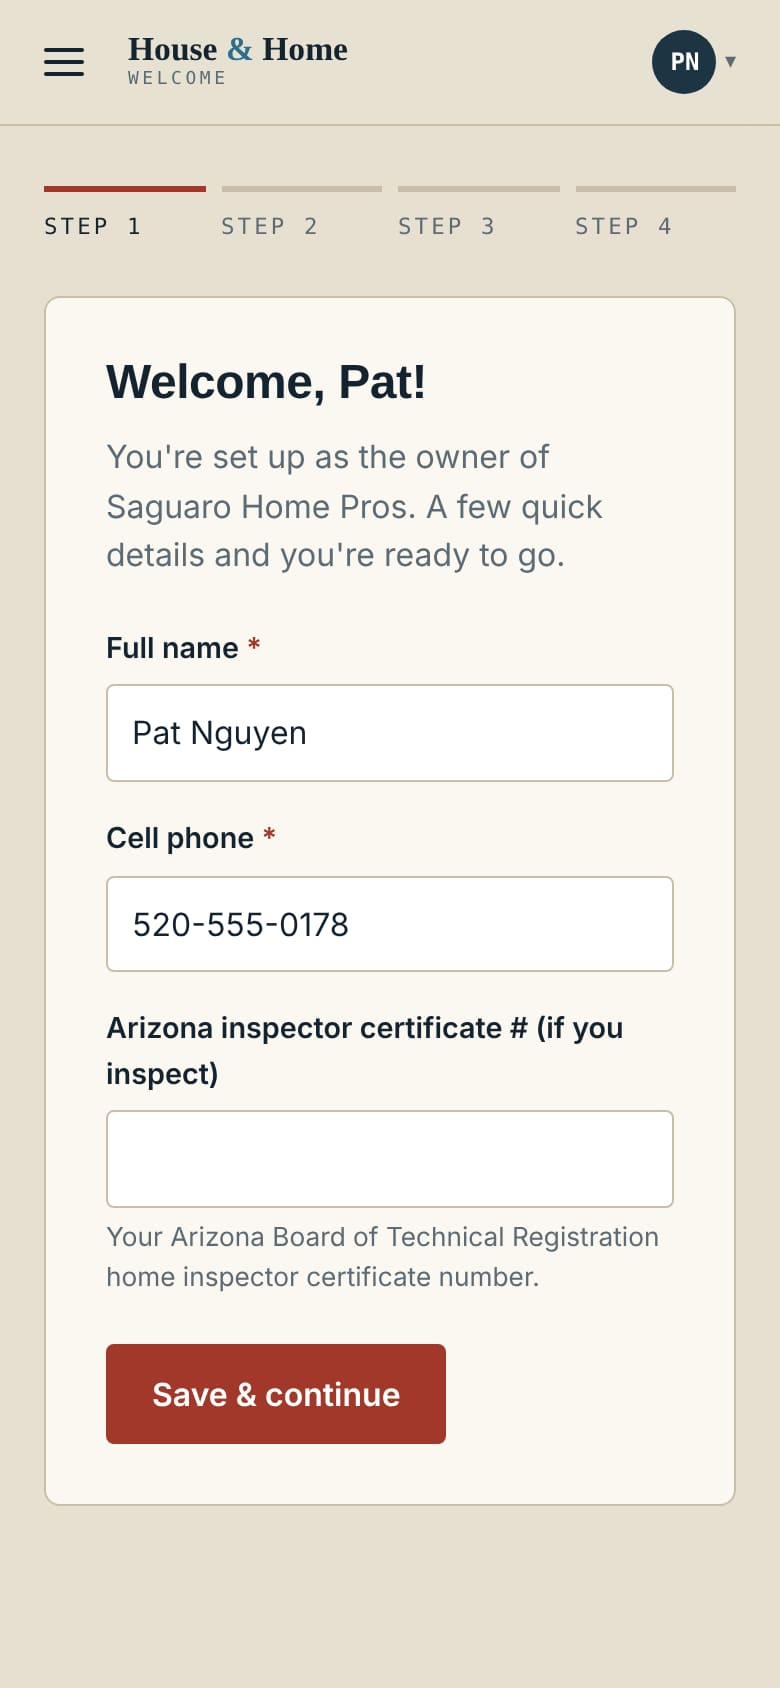 House & Home
WELCOME
PN ▼
STEP 1
STEP 2
STEP 3
STEP 4
Welcome, Pat!
You're set up as the owner of
Saguaro Home Pros. A few quick
details and you're ready to go.
Full name *
Pat Nguyen
Cell phone *
520-555-0178
Arizona inspector certificate # (if you
inspect)
Your Arizona Board of Technical Registration
home inspector certificate number.
Save & continue